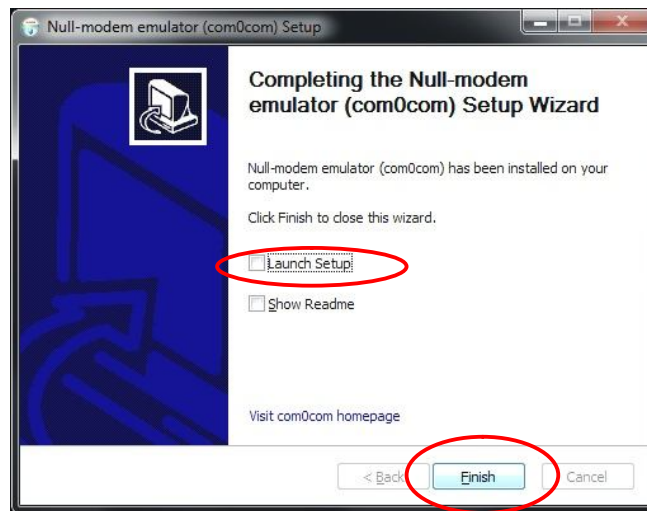 Null-modem emulator (com0com) Setup
Completing the Null-modem
emulator (com0com) Setup Wizard
Null-modem emulator (com0com) has been installed on your
computer.
Click Finish to close this wizard.
Launch Setup
Show Readme
Visit com0com homepage
< Back
Finish
Cancel